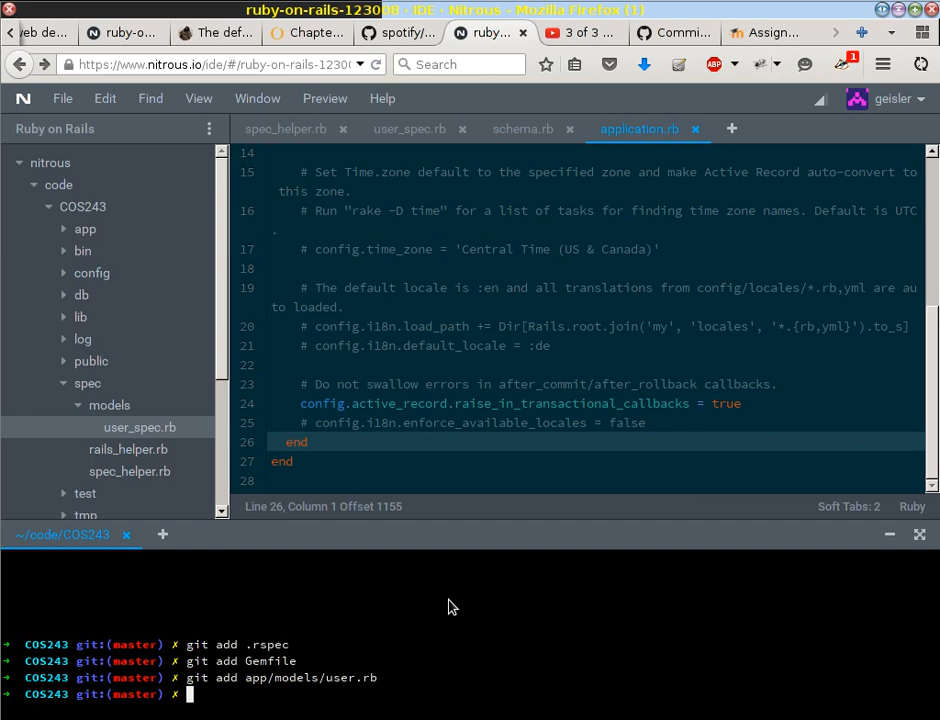 ruby-on-rails-123008 - IDE - Nitrous - Mozilla Firefox (1)
web de...
ruby-o...
The def...
Chapte...
spotify/...
ruby...
3 of 3 ...
Commi...
Assign...
https://www.nitrous.io/ide/#/ruby-on-rails-1230
Search
ABP
1
N File Edit Find View Window Preview Help
geisler
Ruby on Rails
spec_helper.rb
user_spec.rb
schema.rb
application.rb
nitrous
code
COS243
app
bin
config
db
lib
log
public
spec
models
user_spec.rb
rails_helper.rb
spec_helper.rb
test
tmp
14
15 # Set Time.zone default to the specified zone and make Active Record auto-convert to
this zone.
16 # Run "rake -D time" for a list of tasks for finding time zone names. Default is UTC
.
17 # config.time_zone = 'Central Time (US & Canada)'
18
19 # The default locale is :en and all translations from config/locales/*.rb,yml are au
to loaded.
20 # config.i18n.load_path += Dir[Rails.root.join('my', 'locales', '*.{rb,yml}').to_s]
21 # config.i18n.default_locale = :de
22
23 # Do not swallow errors in after_commit/after_rollback callbacks.
24 config.active_record.raise_in_transactional_callbacks = true
25 # config.i18n.enforce_available_locales = false
26 end
27 end
28
Line 26, Column 1 Offset 1155
Soft Tabs: 2 Ruby
~/code/COS243
➜ COS243 git:(master) ✗ git add .rspec
➜ COS243 git:(master) ✗ git add Gemfile
➜ COS243 git:(master) ✗ git add app/models/user.rb
➜ COS243 git:(master) ✗